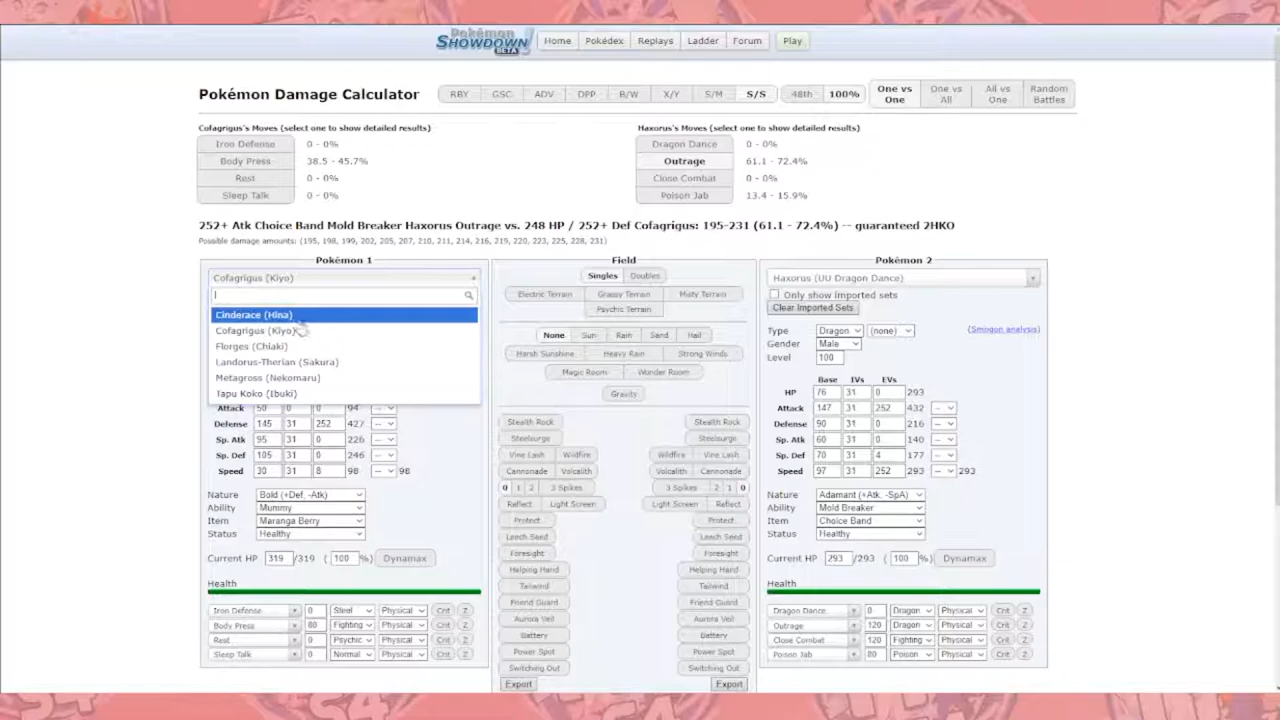 Pokémon
SHOWDOWN!
BETA
Home Pokédex Replays Ladder Forum Play
Pokémon Damage Calculator
RBY GSC ADV DPP B/W X/Y S/M S/S 48th 100% One vs One One vs All All vs One Random Battles
Cofagrigus's Moves (select one to show detailed results)
Iron Defense 0 - 0%
Body Press 38.5 - 45.7%
Rest 0 - 0%
Sleep Talk 0 - 0%
Haxorus's Moves (select one to show detailed results)
Dragon Dance 0 - 0%
Outrage 61.1 - 72.4%
Close Combat 0 - 0%
Poison Jab 13.4 - 15.9%
252+ Atk Choice Band Mold Breaker Haxorus Outrage vs. 248 HP / 252+ Def Cofagrigus: 195-231 (61.1 - 72.4%) -- guaranteed 2HKO
Possible damage amounts: (195, 198, 199, 202, 205, 207, 210, 211, 214, 216, 219, 220, 223, 225, 228, 231)
Pokémon 1
Cofagrigus (Kiyo)
Cinderace (Hina)
Cofagrigus (Kiyo)
Florges (Chiaki)
Landorus-Therian (Sakura)
Metagross (Nekomaru)
Tapu Koko (Ibuki)
Attack 50 0 0 94 --
Defense 145 31 252 427 --
Sp. Atk 95 31 0 226 --
Sp. Def 105 31 0 246 --
Speed 30 31 8 98 -- 98
Nature Bold (+Def, -Atk)
Ability Mummy
Item Maranga Berry
Status Healthy
Current HP 319 /319 ( 100 %) Dynamax
Health
Iron Defense 0 Steel Physical Crit Z
Body Press 80 Fighting Physical Crit Z
Rest 0 Psychic Physical Crit Z
Sleep Talk 0 Normal Physical Crit Z
Field
Singles Doubles
Electric Terrain Grassy Terrain Misty Terrain
Psychic Terrain
None Sun Rain Sand Hail
Harsh Sunshine Heavy Rain Strong Winds
Magic Room Wonder Room
Gravity
Stealth Rock Stealth Rock
Steelsurge Steelsurge
Vine Lash Wildfire Wildfire Vine Lash
Cannonade Volcalith Volcalith Cannonade
0 1 2 3 Spikes 3 Spikes 2 1 0
Reflect Light Screen Light Screen Reflect
Protect Protect
Leech Seed Leech Seed
Foresight Foresight
Helping Hand Helping Hand
Tailwind Tailwind
Friend Guard Friend Guard
Aurora Veil Aurora Veil
Battery Battery
Power Spot Power Spot
Switching Out Switching Out
Export Export
Pokémon 2
Haxorus (UU Dragon Dance)
Only show imported sets
Clear Imported Sets
Type Dragon (none) (Smogon analysis)
Gender Male
Level 100
Base IVs EVs
HP 76 31 0 293
Attack 147 31 252 432 --
Defense 90 31 0 216 --
Sp. Atk 60 31 0 140 --
Sp. Def 70 31 4 177 --
Speed 97 31 252 293 -- 293
Nature Adamant (+Atk, -SpA)
Ability Mold Breaker
Item Choice Band
Status Healthy
Current HP 293 /293 ( 100 %) Dynamax
Health
Dragon Dance 0 Dragon Physical Crit Z
Outrage 120 Dragon Physical Crit Z
Close Combat 120 Fighting Physical Crit Z
Poison Jab 80 Poison Physical Crit Z